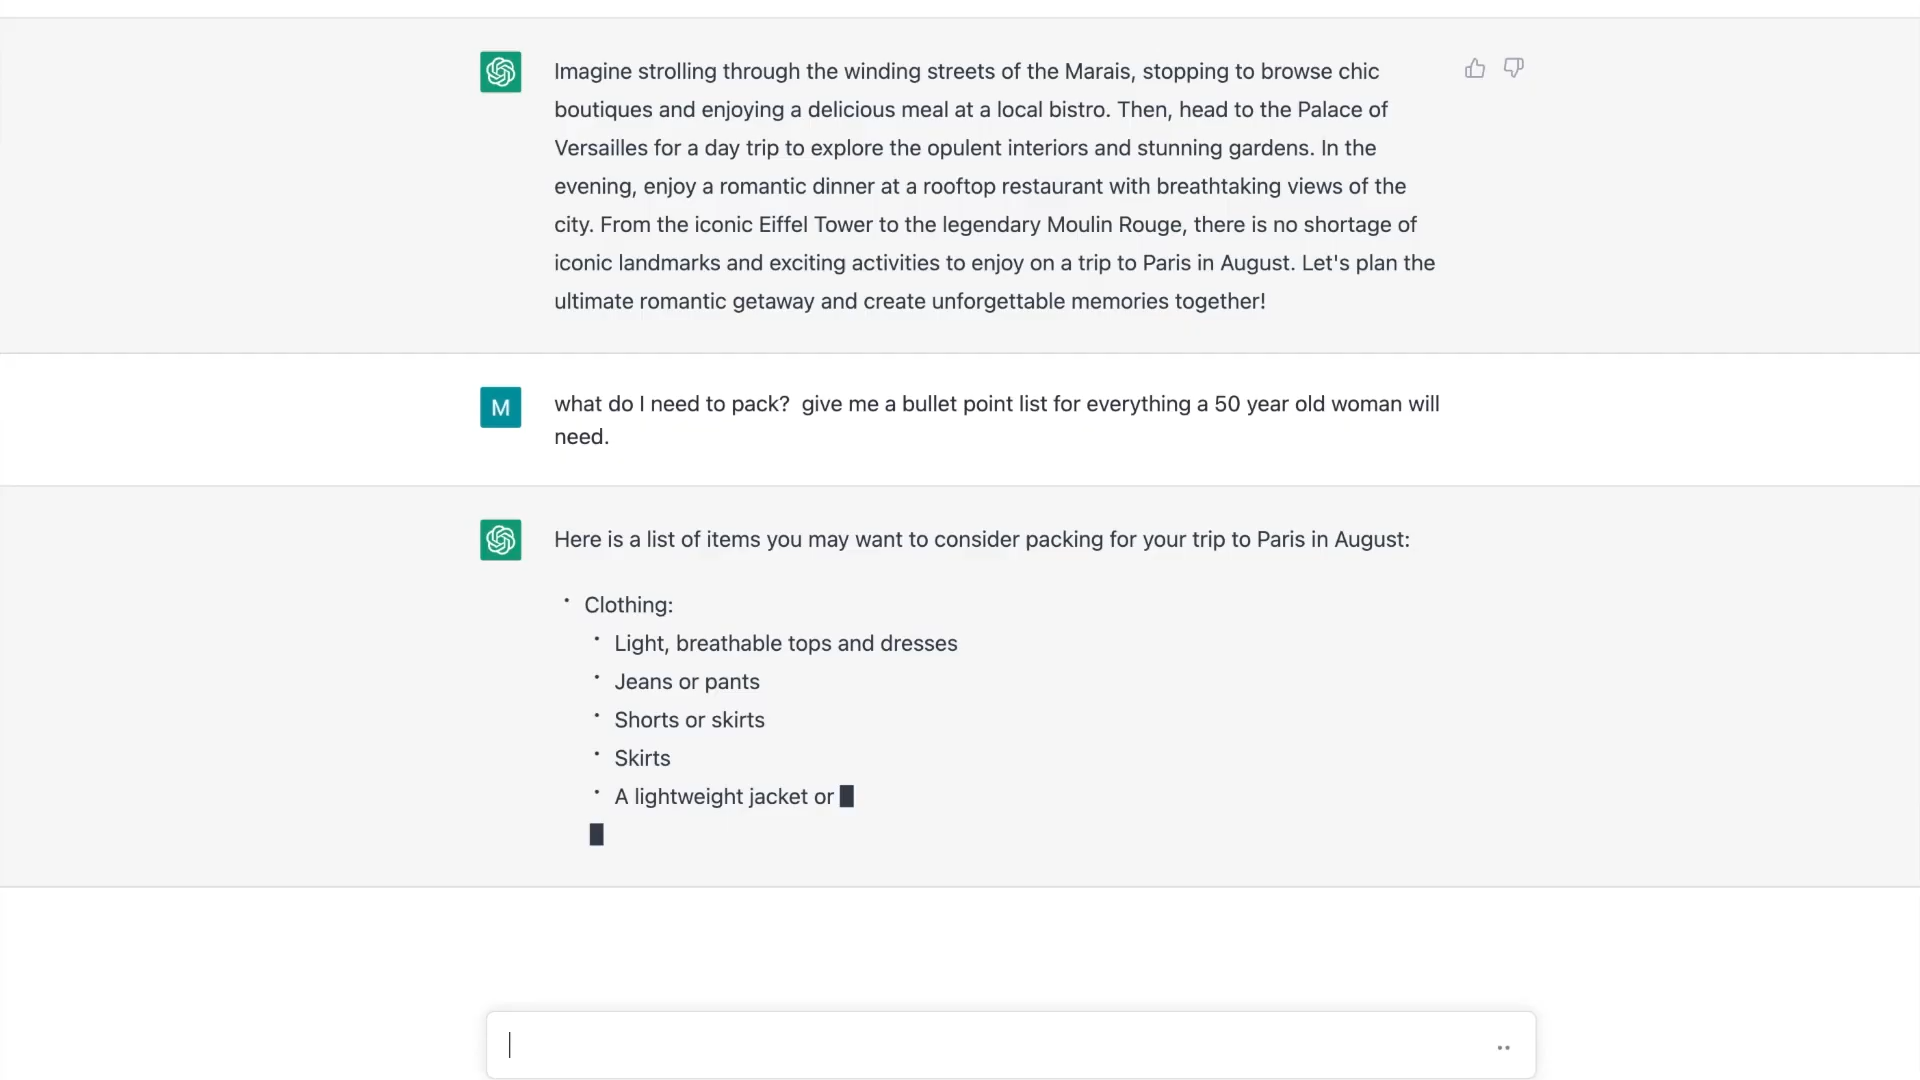 Imagine strolling through the winding streets of the Marais, stopping to browse chic
boutiques and enjoying a delicious meal at a local bistro. Then, head to the Palace of
Versailles for a day trip to explore the opulent interiors and stunning gardens. In the
evening, enjoy a romantic dinner at a rooftop restaurant with breathtaking views of the
city. From the iconic Eiffel Tower to the legendary Moulin Rouge, there is no shortage of
iconic landmarks and exciting activities to enjoy on a trip to Paris in August. Let's plan the
ultimate romantic getaway and create unforgettable memories together!
M
what do I need to pack?  give me a bullet point list for everything a 50 year old woman will
need.
Here is a list of items you may want to consider packing for your trip to Paris in August:
• Clothing:
• Light, breathable tops and dresses
• Jeans or pants
• Shorts or skirts
• Skirts
• A lightweight jacket or